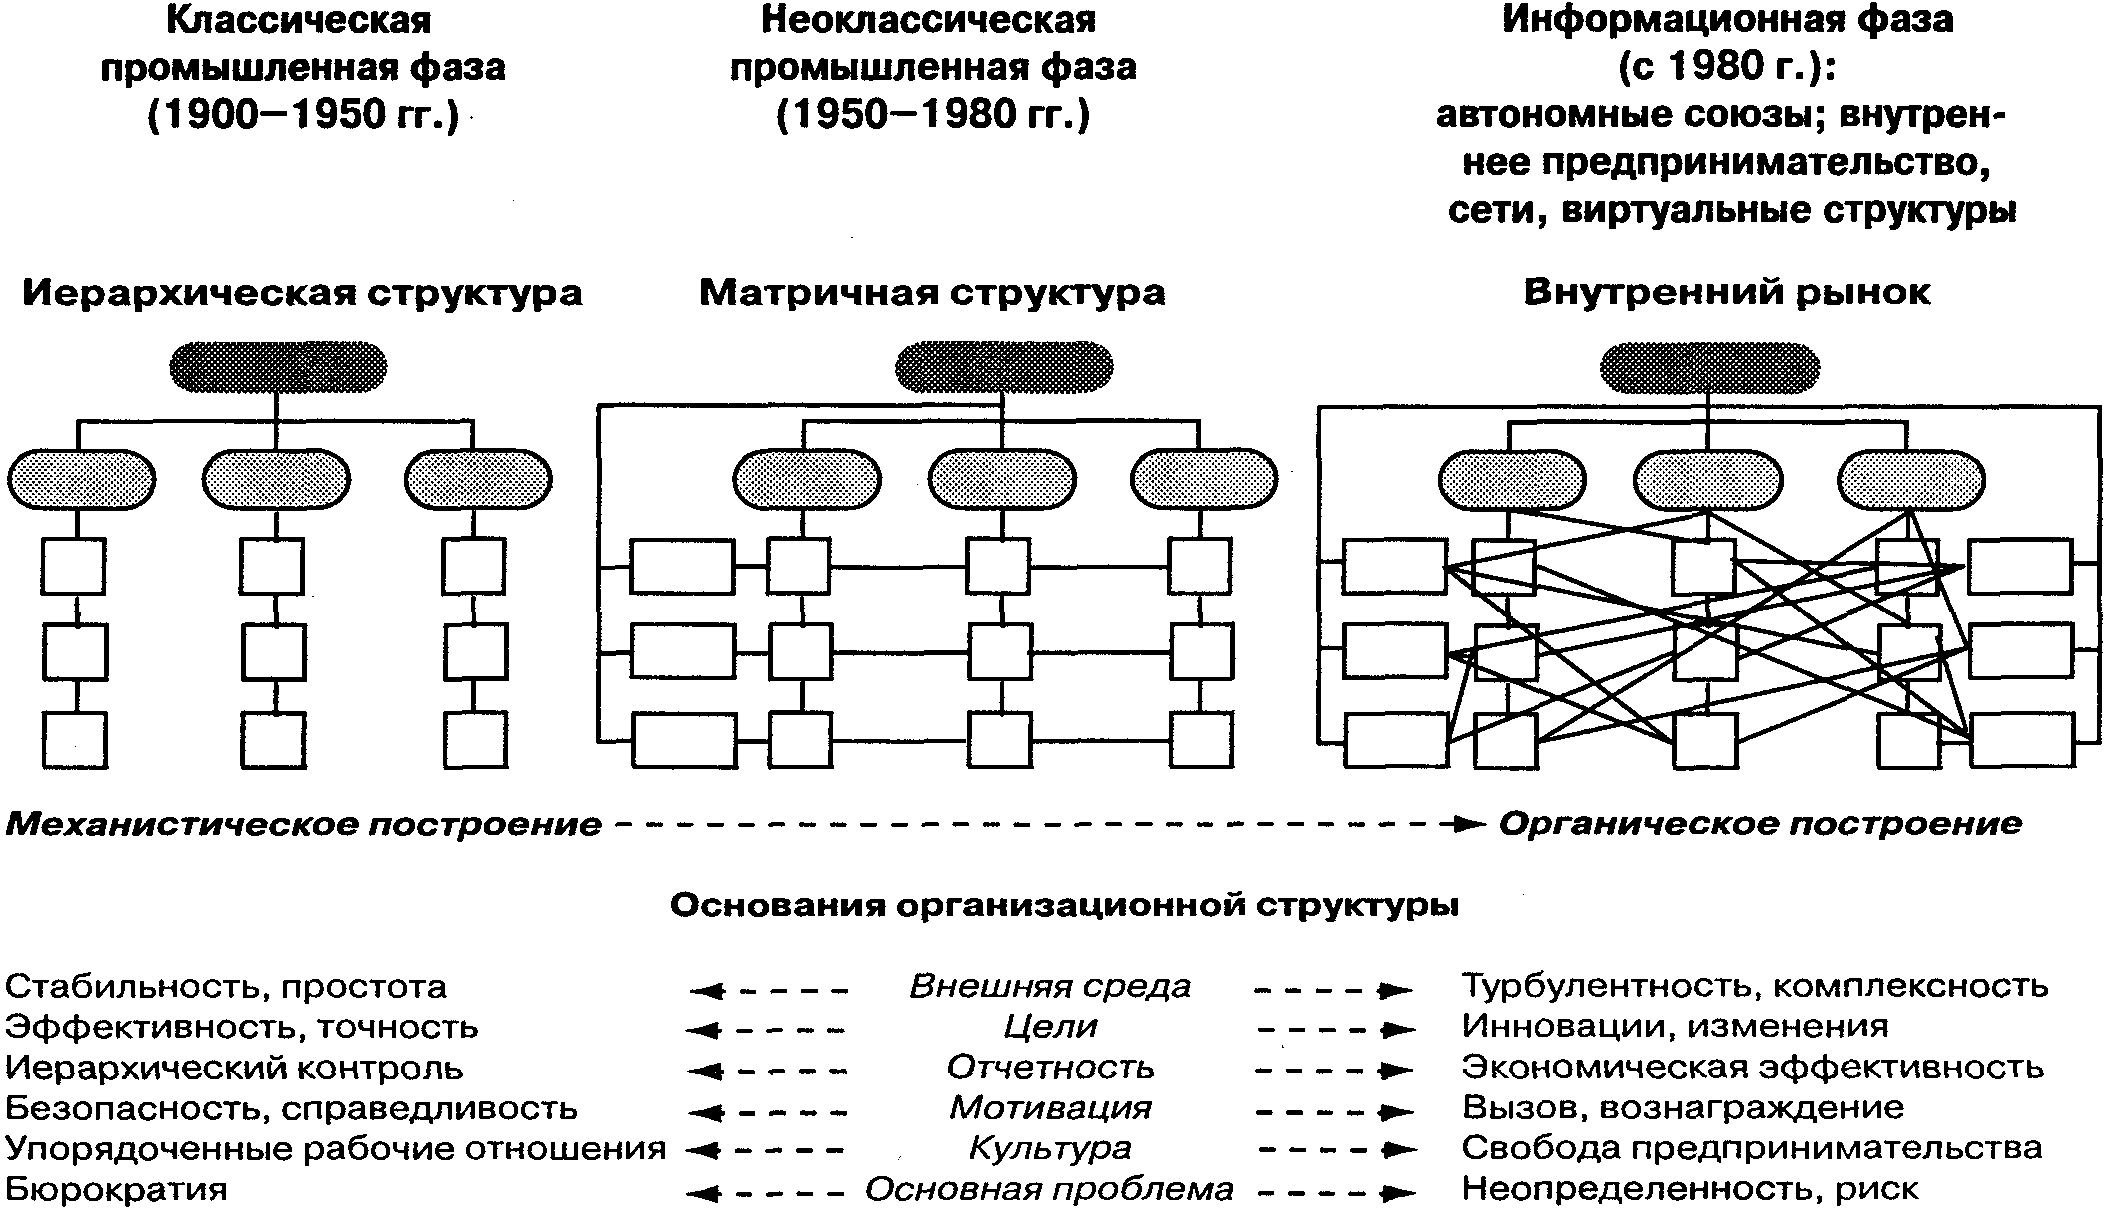 Классическая
промышленная фаза
(1900–1950 гг.)
Неоклассическая
промышленная фаза
(1950–1980 гг.)
Информационная фаза
(с 1980 г.):
автономные союзы; внутрен-
нее предпринимательство,
сети, виртуальные структуры
Иерархическая структура
Матричная структура
Внутренний рынок
Механистическое построение
Органическое построение
Основания организационной структуры
Стабильность, простота Внешняя среда Турбулентность, комплексность
Эффективность, точность Цели Инновации, изменения
Иерархический контроль Отчетность Экономическая эффективность
Безопасность, справедливость Мотивация Вызов, вознаграждение
Упорядоченные рабочие отношения Культура Свобода предпринимательства
Бюрократия Основная проблема Неопределенность, риск